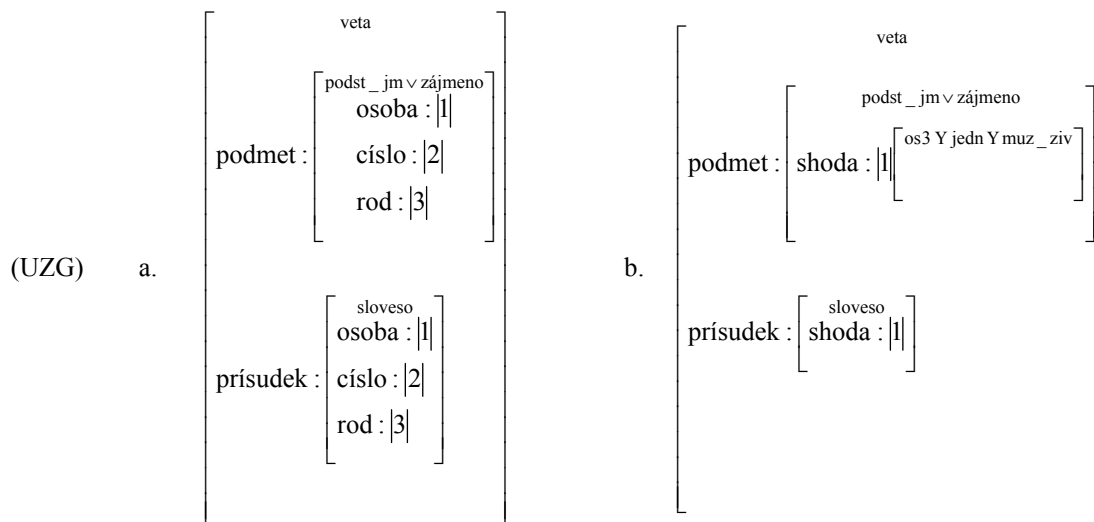 (UZG)
a.
veta
podmet :
podst _ jm ∨ zájmeno
osoba : |1|
císlo : |2|
rod : |3|
prísudek :
sloveso
osoba : |1|
císlo : |2|
rod : |3|
b.
veta
podmet :
podst _ jm ∨ zájmeno
shoda : |1|
os3 Y jedn Y muz _ ziv
prísudek :
sloveso
shoda : |1|